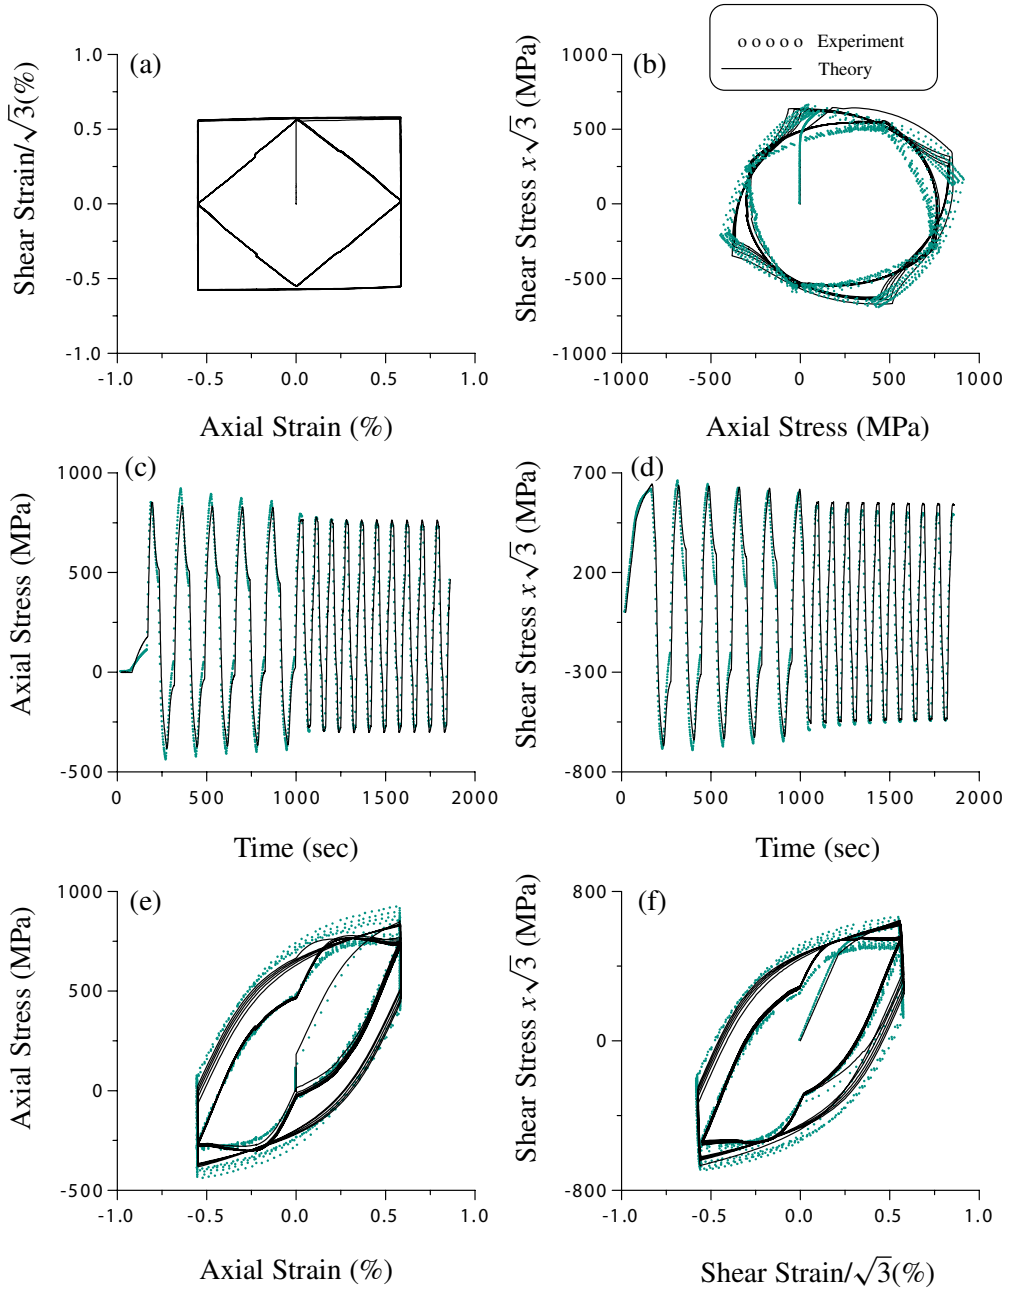 o o o o o Experiment
Theory
(a)
Shear Strain/√3(%)
1.0
0.5
0.0
-0.5
-1.0
-1.0 -0.5 0.0 0.5 1.0
Axial Strain (%)
(b)
Shear Stress x√3 (MPa)
1000
500
0
-500
-1000
-1000 -500 0 500 1000
Axial Stress (MPa)
(c)
Axial Stress (MPa)
1000
500
0
-500
0 500 1000 1500 2000
Time (sec)
(d)
Shear Stress x√3 (MPa)
700
200
-300
-800
0 500 1000 1500 2000
Time (sec)
(e)
Axial Stress (MPa)
1000
500
0
-500
-1.0 -0.5 0.0 0.5 1.0
Axial Strain (%)
(f)
Shear Stress x√3 (MPa)
800
0
-800
-1.0 -0.5 0.0 0.5 1.0
Shear Strain/√3(%)